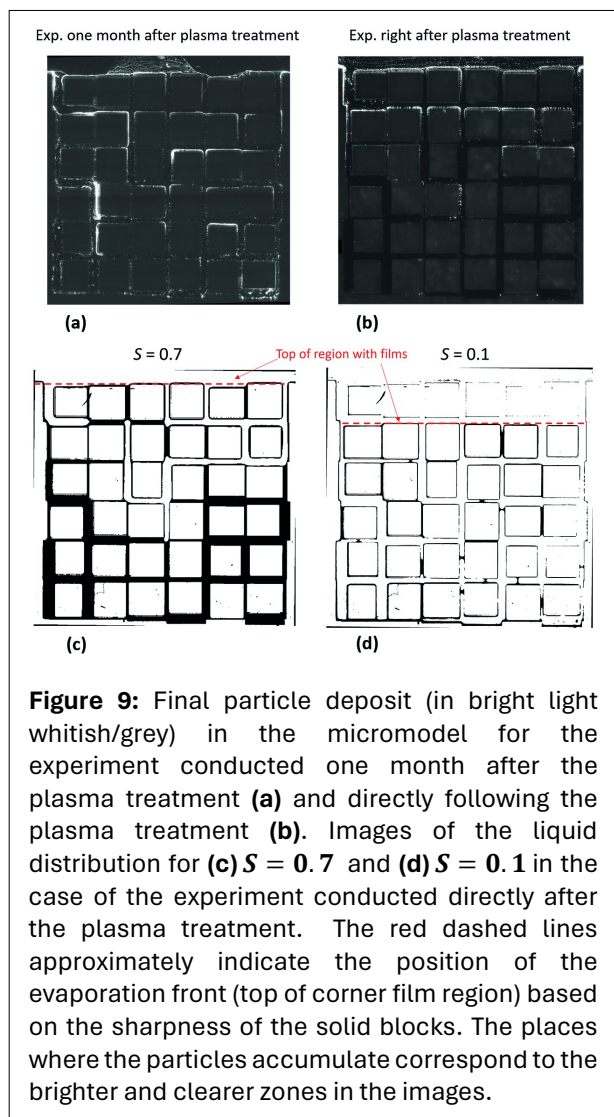 Exp. one month after plasma treatment
Exp. right after plasma treatment
(a)
(b)
S = 0.7
Top of region with films
S = 0.1
(c)
(d)
Figure 9: Final particle deposit (in bright light
whitish/grey) in the micromodel for the
experiment conducted one month after the
plasma treatment (a) and directly following the
plasma treatment (b). Images of the liquid
distribution for (c) S = 0.7 and (d) S = 0.1 in the
case of the experiment conducted directly after
the plasma treatment. The red dashed lines
approximately indicate the position of the
evaporation front (top of corner film region) based
on the sharpness of the solid blocks. The places
where the particles accumulate correspond to the
brighter and clearer zones in the images.